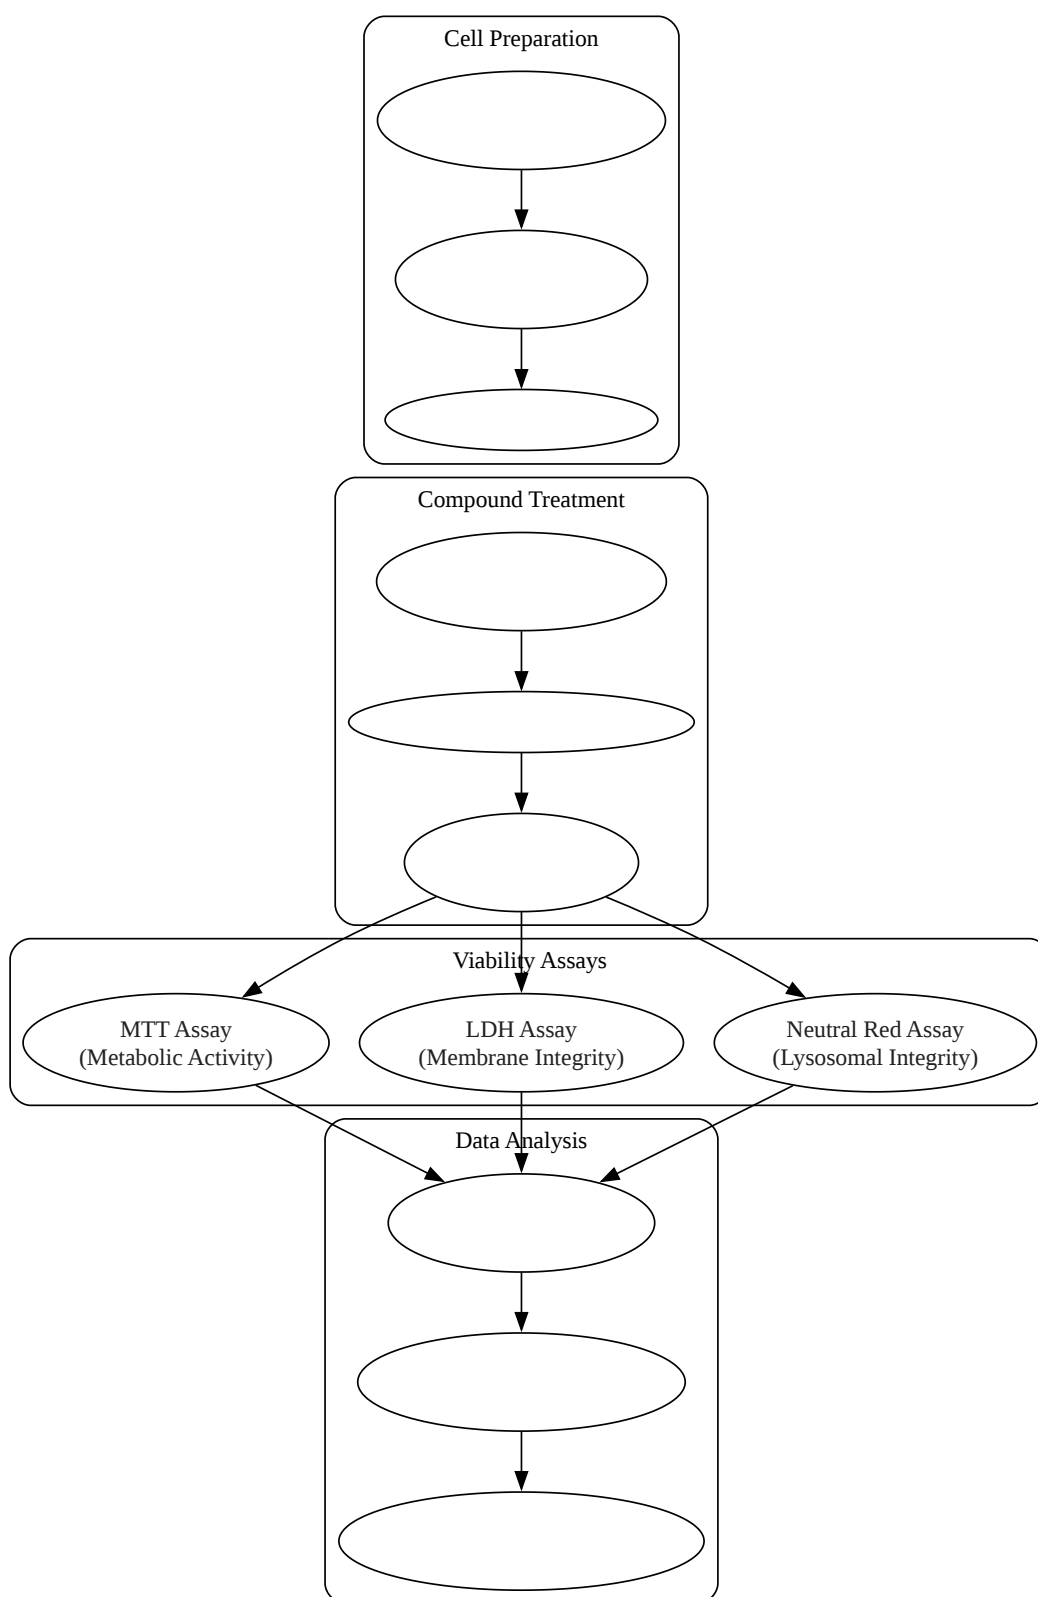 Cell Preparation
Compound Treatment
Viability Assays
MTT Assay
(Metabolic Activity)
LDH Assay
(Membrane Integrity)
Neutral Red Assay
(Lysosomal Integrity)
Data Analysis